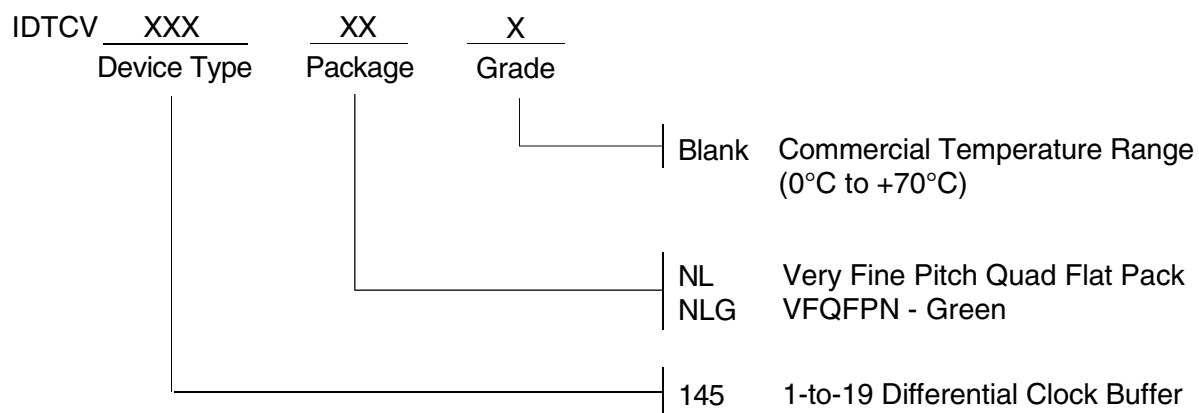 IDTCV XXX XX X
Device Type Package Grade
Blank Commercial Temperature Range
(0°C to +70°C)
NL Very Fine Pitch Quad Flat Pack
NLG VFQFPN - Green
145 1-to-19 Differential Clock Buffer